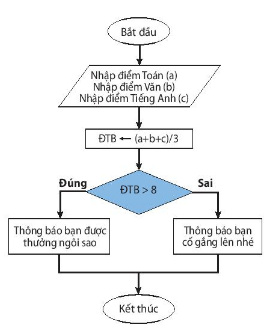 Bắt đầu
Nhập điểm Toán (a)
Nhập điểm Văn (b)
Nhập điểm Tiếng Anh (c)
ĐTB ← (a+b+c)/3
Đúng
ĐTB > 8
Sai
Thông báo bạn được
thưởng ngôi sao
Thông báo bạn
cố gắng lên nhé
Kết thúc